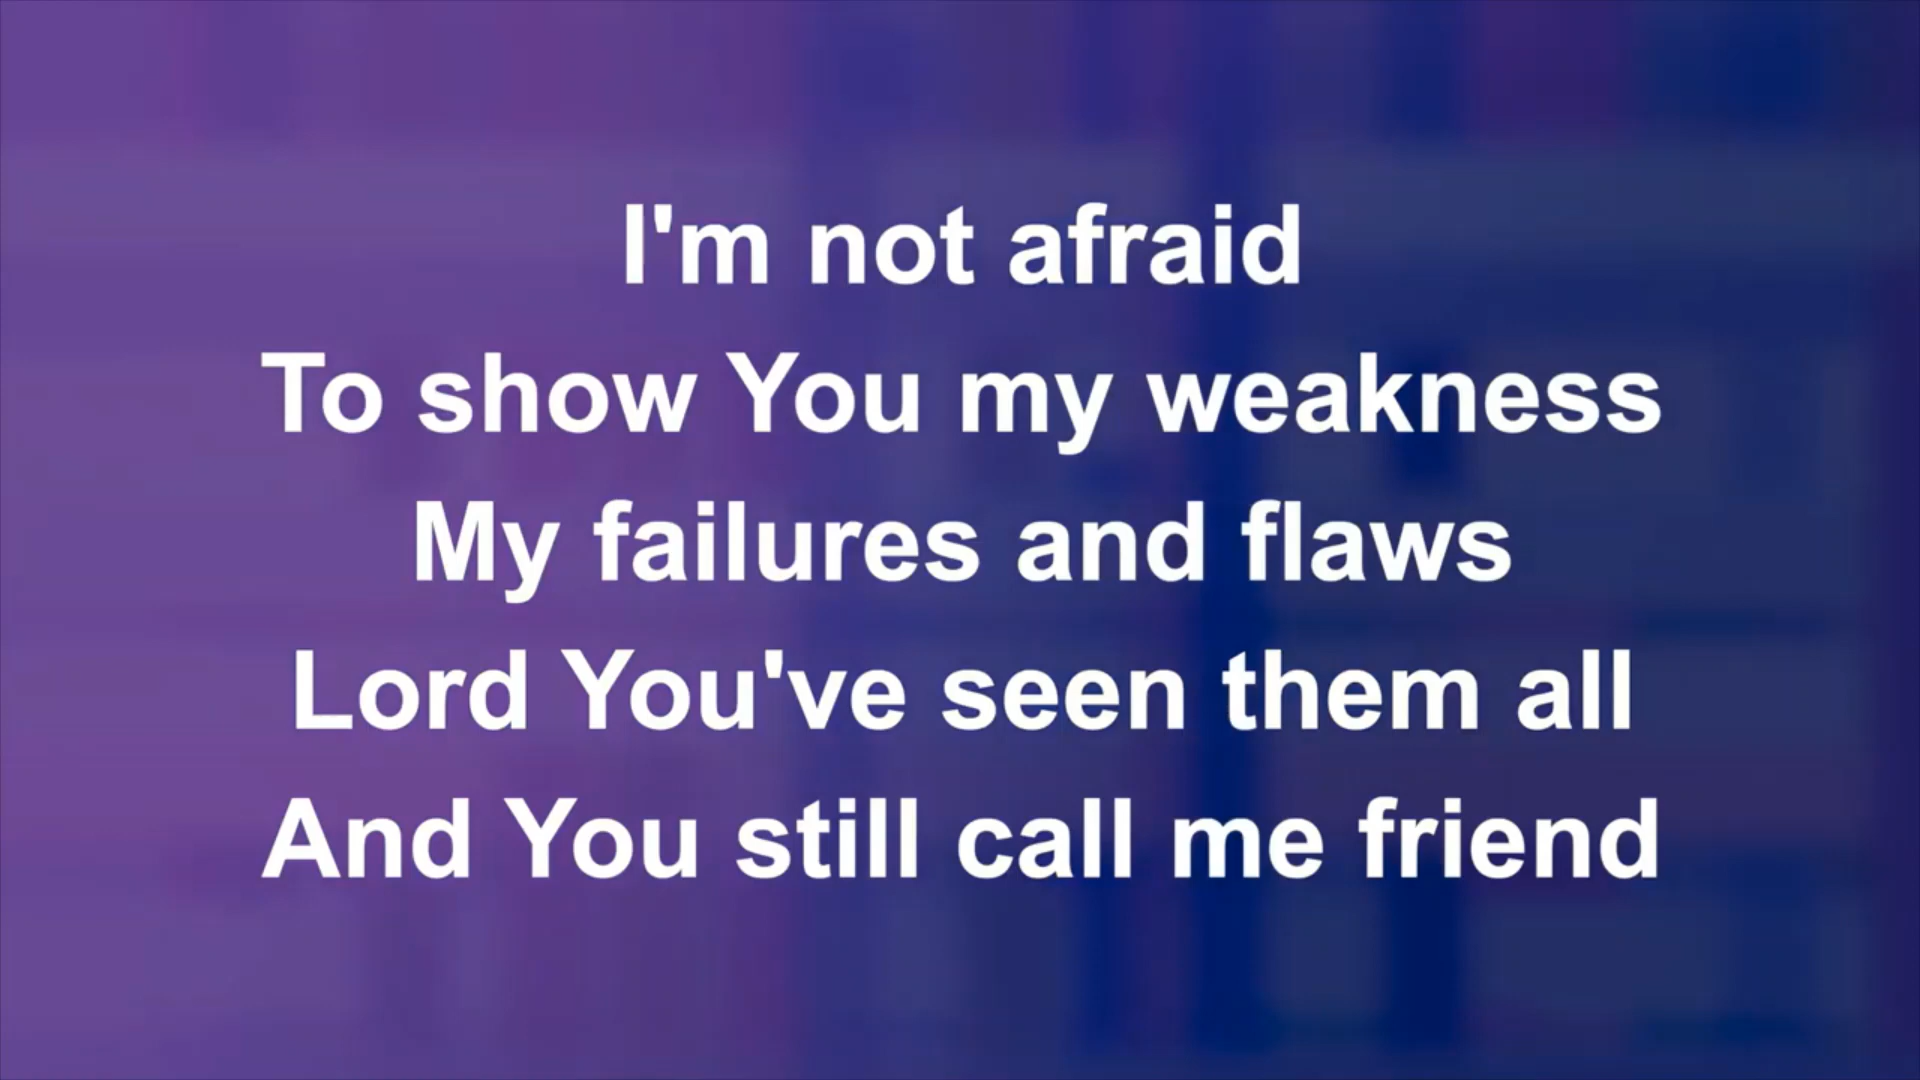 I'm not afraid
To show You my weakness
My failures and flaws
Lord You've seen them all
And You still call me friend